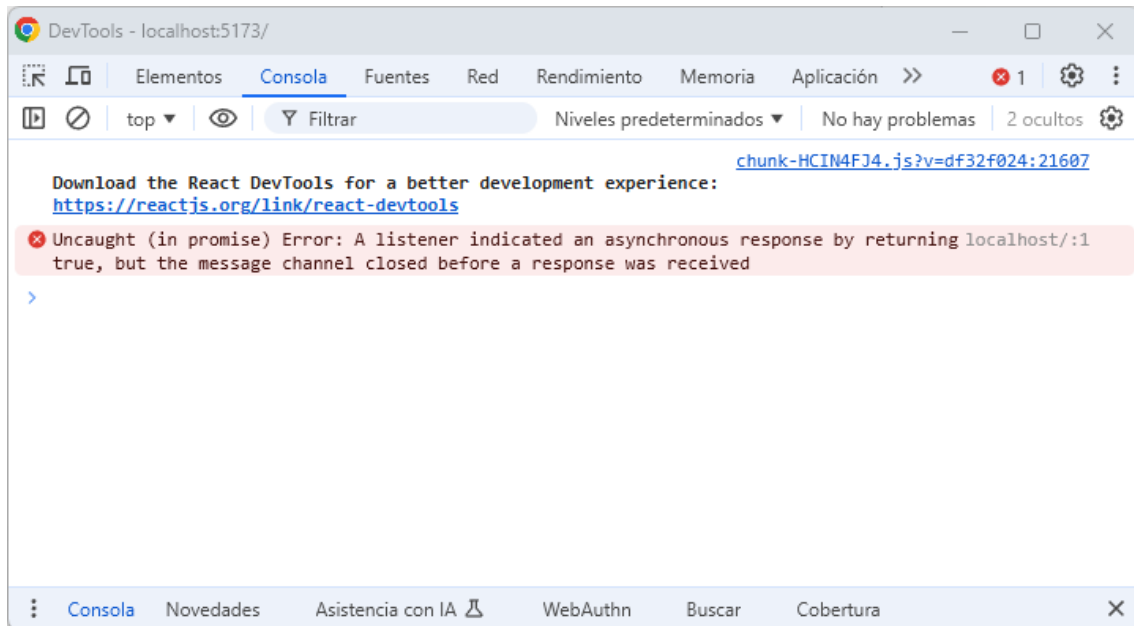 DevTools - localhost:5173/
Elementos Consola Fuentes Red Rendimiento Memoria Aplicación 1
top Filtrar Niveles predeterminados No hay problemas 2 ocultos
chunk-HCIN4FJ4.js?v=df32f024:21607
Download the React DevTools for a better development experience:
https://reactjs.org/link/react-devtools
Uncaught (in promise) Error: A listener indicated an asynchronous response by returning localhost/:1
true, but the message channel closed before a response was received
Consola Novedades Asistencia con IA WebAuthn Buscar Cobertura